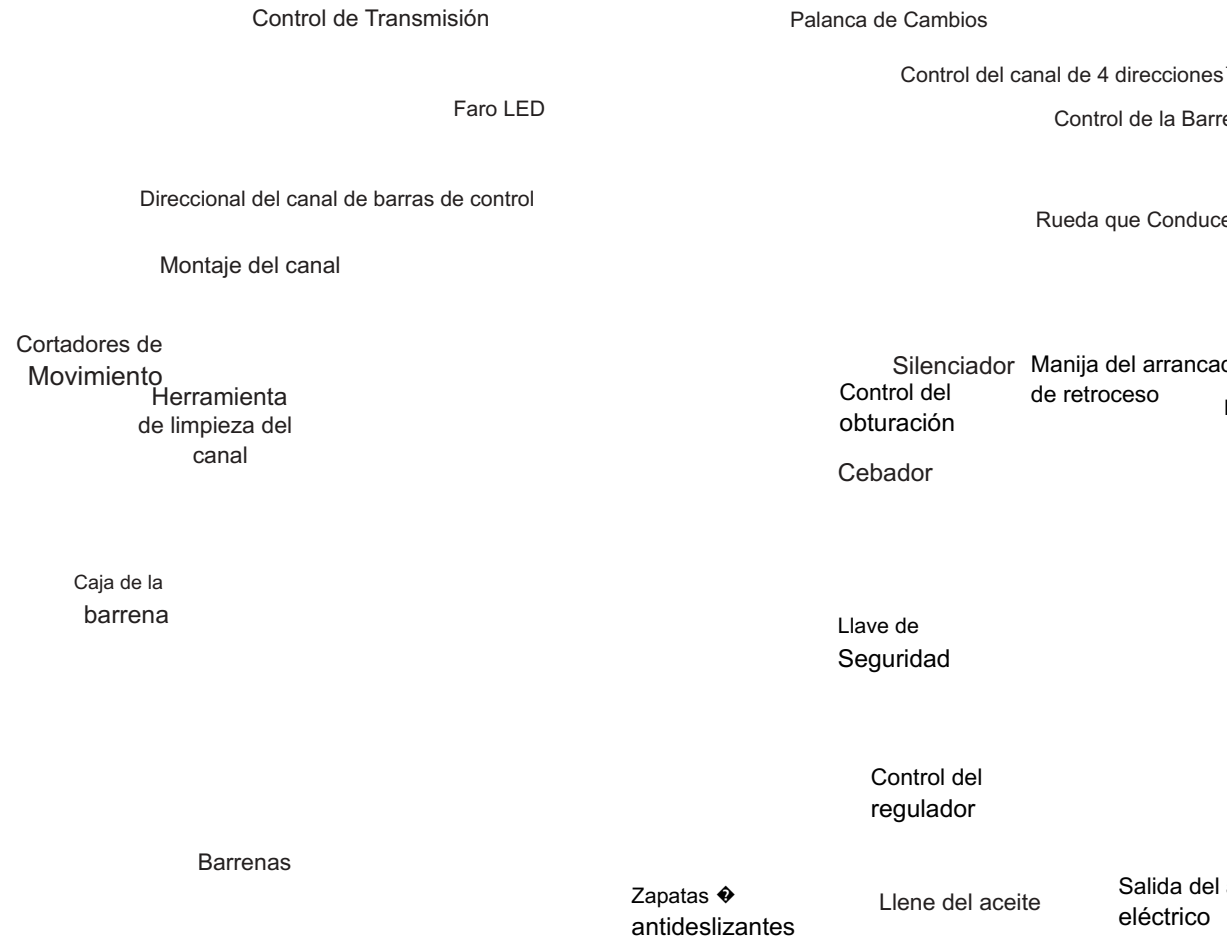 Control de Transmisión
Palanca de Cambios
Control del canal de 4 direcciones
Faro LED
Control de la
Direccional del canal de barras de control
Rueda que
Montaje del canal
Cortadores de
Movimiento
Herramienta
de limpieza del
canal
Silenciador
Manija del
de retroceso
Control del
obturación
Cebador
Caja de la
barrena
Llave de
Seguridad
Control del
regulador
Barrenas
Zapatas �
antideslizantes
Llene del aceite
Salida del
eléctrico